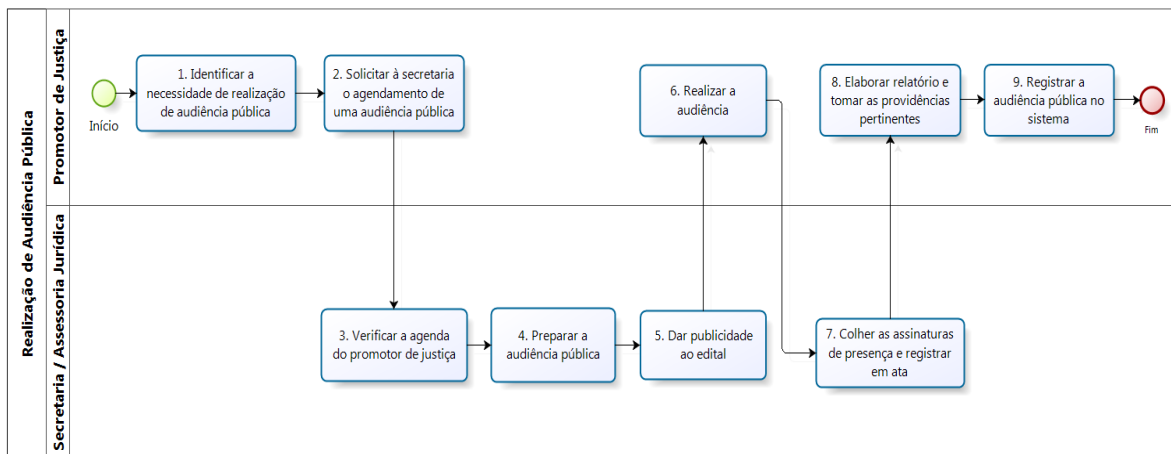 Realização de Audiência Pública
Promotor de Justiça
Início
1. Identificar a
necessidade de realização
de audiência pública
2. Solicitar à secretaria
o agendamento de
uma audiência pública
6. Realizar a
audiência
8. Elaborar relatório e
tomar as providências
pertinentes
9. Registrar a
audiência pública no
sistema
Fim
Secretaria / Assessoria Jurídica
3. Verificar a agenda
do promotor de justiça
4. Preparar a
audiência pública
5. Dar publicidade
ao edital
7. Colher as assinaturas
de presença e registrar
em ata